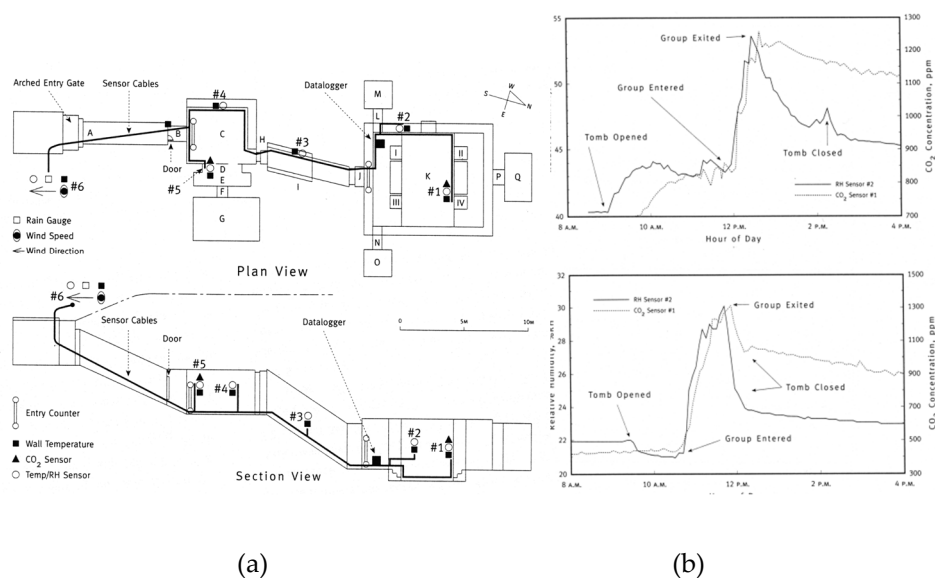 Arched Entry Gate
Sensor Cables
#4
M
Datalogger
L
#2
W
S
N
E
A
B
C
H
#3
I
II
D
Door
#5
E
I
J
K
#1
P
Q
#6
F
III
IV
G
N
O
Rain Gauge
Wind Speed
Wind Direction
Plan View
#6
Sensor Cables
Datalogger
0
5
10M
Door
#5
#4
Entry Counter
#3
#2
#1
Wall Temperature
CO2 Sensor
Temp/RH Sensor
Section View
(a)
55
50
45
40
1300
1200
1100
1000
900
800
700
CO2 Concentration, ppm
Group Exited
Group Entered
Tomb Opened
Tomb Closed
RH Sensor #2
CO2 Sensor #1
8 A.M.
10 A.M.
12 P.M.
2 P.M.
4 P.M.
Hour of Day
32
30
28
26
24
22
20
Relative Humidity, %RH
1500
1300
1100
900
700
500
300
CO2 Concentration, ppm
RH Sensor #2
CO2 Sensor #1
Group Exited
Tomb Opened
Tomb Closed
Group Entered
8 A.M.
10 A.M.
12 P.M.
2 P.M.
4 P.M.
(b)